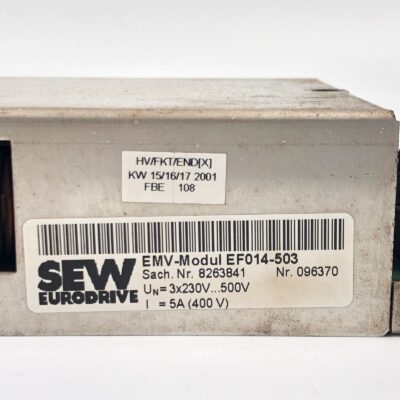 HV/FKT/END[X]
KW 15/16/17 2001
FBE 108
SEW
EURODRIVE
EMV-Modul EF014-503
Sach. Nr. 8263841 Nr. 096370
UN = 3x230V...500V
I = 5A (400 V)